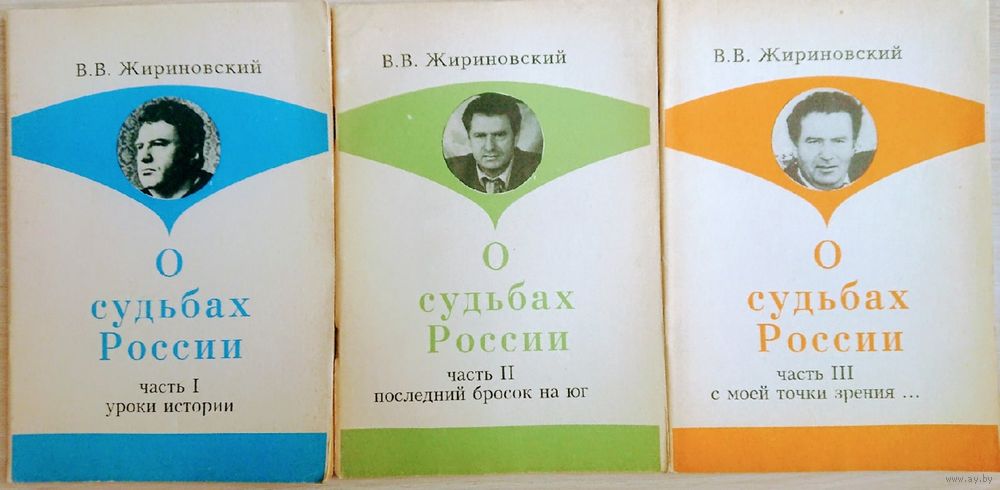 В.В. Жириновский
О
судьбах
России
часть I
уроки истории
В.В. Жириновский
О
судьбах
России
часть II
последний бросок на юг
В.В. Жириновский
О
судьбах
России
часть III
с моей точки зрения ...
www.ay.by